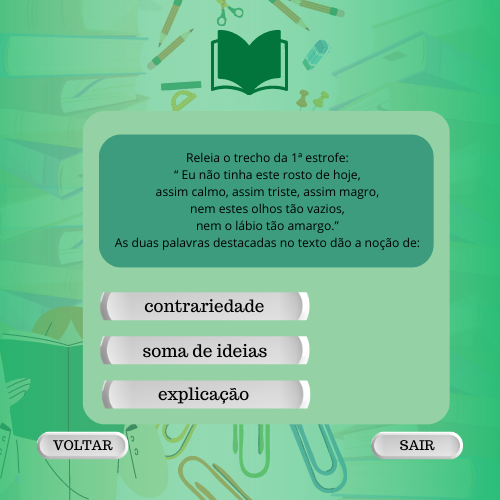 Releia o trecho da 1ª estrofe:
“ Eu não tinha este rosto de hoje,
assim calmo, assim triste, assim magro,
nem estes olhos tão vazios,
nem o lábio tão amargo.”
As duas palavras destacadas no texto dão a noção de:
contrariedade
soma de ideias
explicação
VOLTAR
SAIR